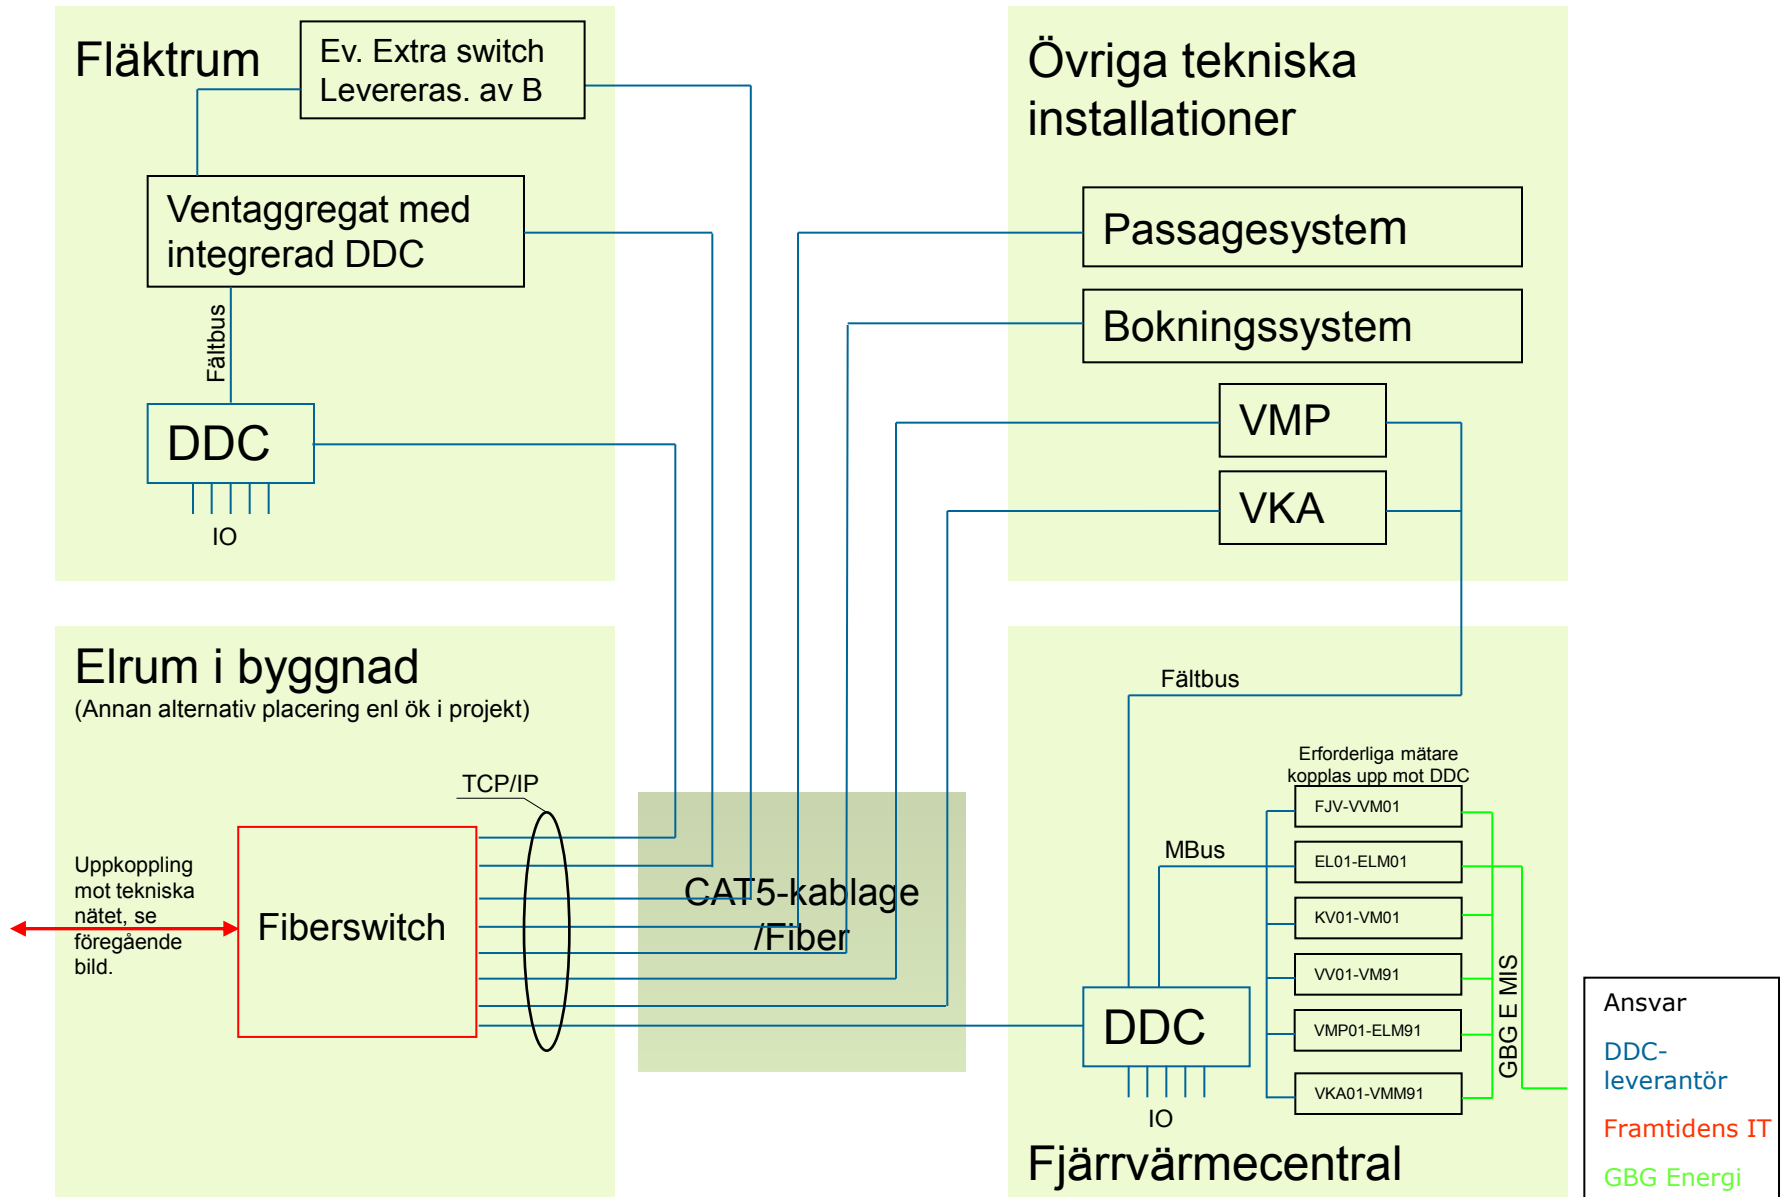 Fläktrum
Ev. Extra switch
Levereras. av B
Ventaggregat med
integrerad DDC
Fältbus
DDC
IO
Övriga tekniska
installationer
Passagesystem
Bokningssystem
VMP
VKA
Elrum i byggnad
(Annan alternativ placering enl ök i projekt)
TCP/IP
Uppkoppling
mot tekniska
nätet, se
föregående
bild.
Fiberswitch
CAT5-kablage
/Fiber
Fältbus
Erforderliga mätare
kopplas upp mot DDC
MBus
FJV-VVM01
EL01-ELM01
KV01-VM01
VV01-VM91
VMP01-ELM91
VKA01-VMM91
GBG E MIS
DDC
IO
Fjärrvärmecentral
Ansvar
DDC-
leverantör
Framtidens IT
GBG Energi